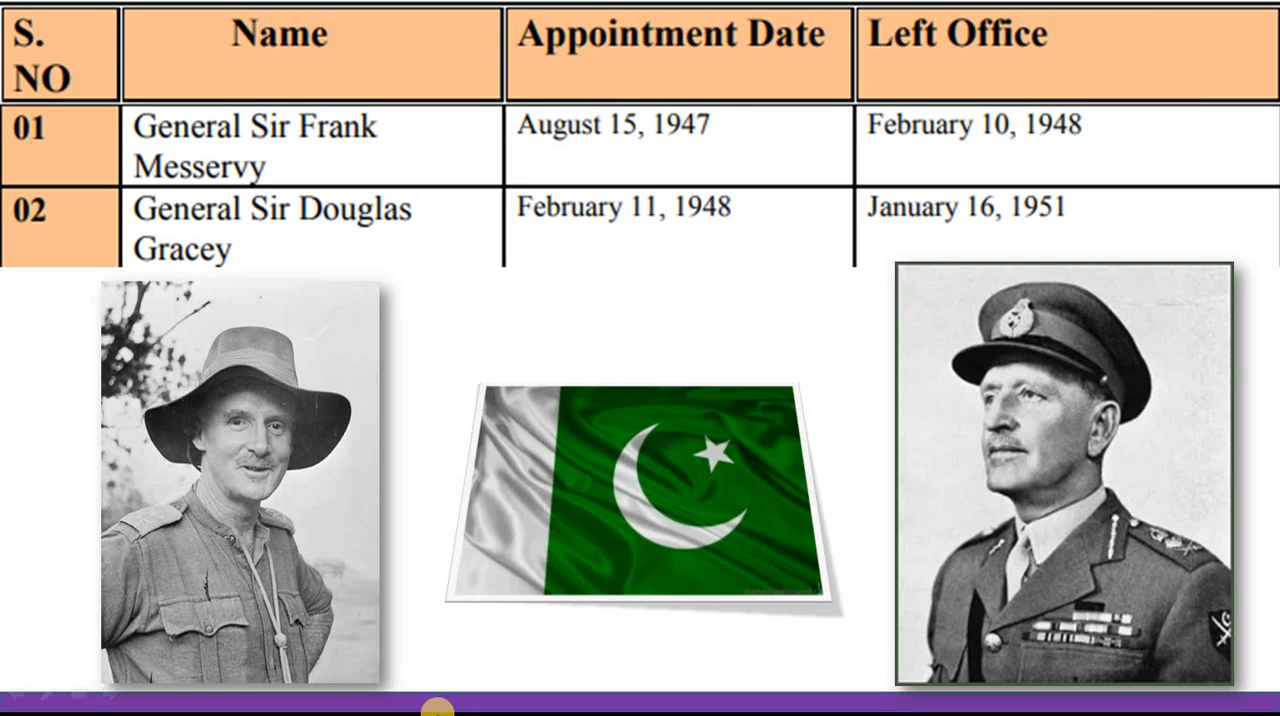 S. NO
Name
Appointment Date
Left Office
01
General Sir Frank
Messervy
August 15, 1947
February 10, 1948
02
General Sir Douglas
Gracey
February 11, 1948
January 16, 1951